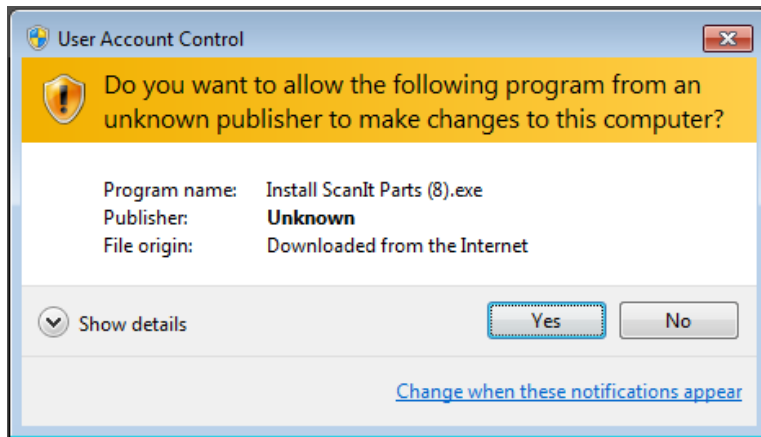 User Account Control
Do you want to allow the following program from an
unknown publisher to make changes to this computer?
Program name: Install ScanIt Parts (8).exe
Publisher: Unknown
File origin: Downloaded from the Internet
Show details Yes No
Change when these notifications appear